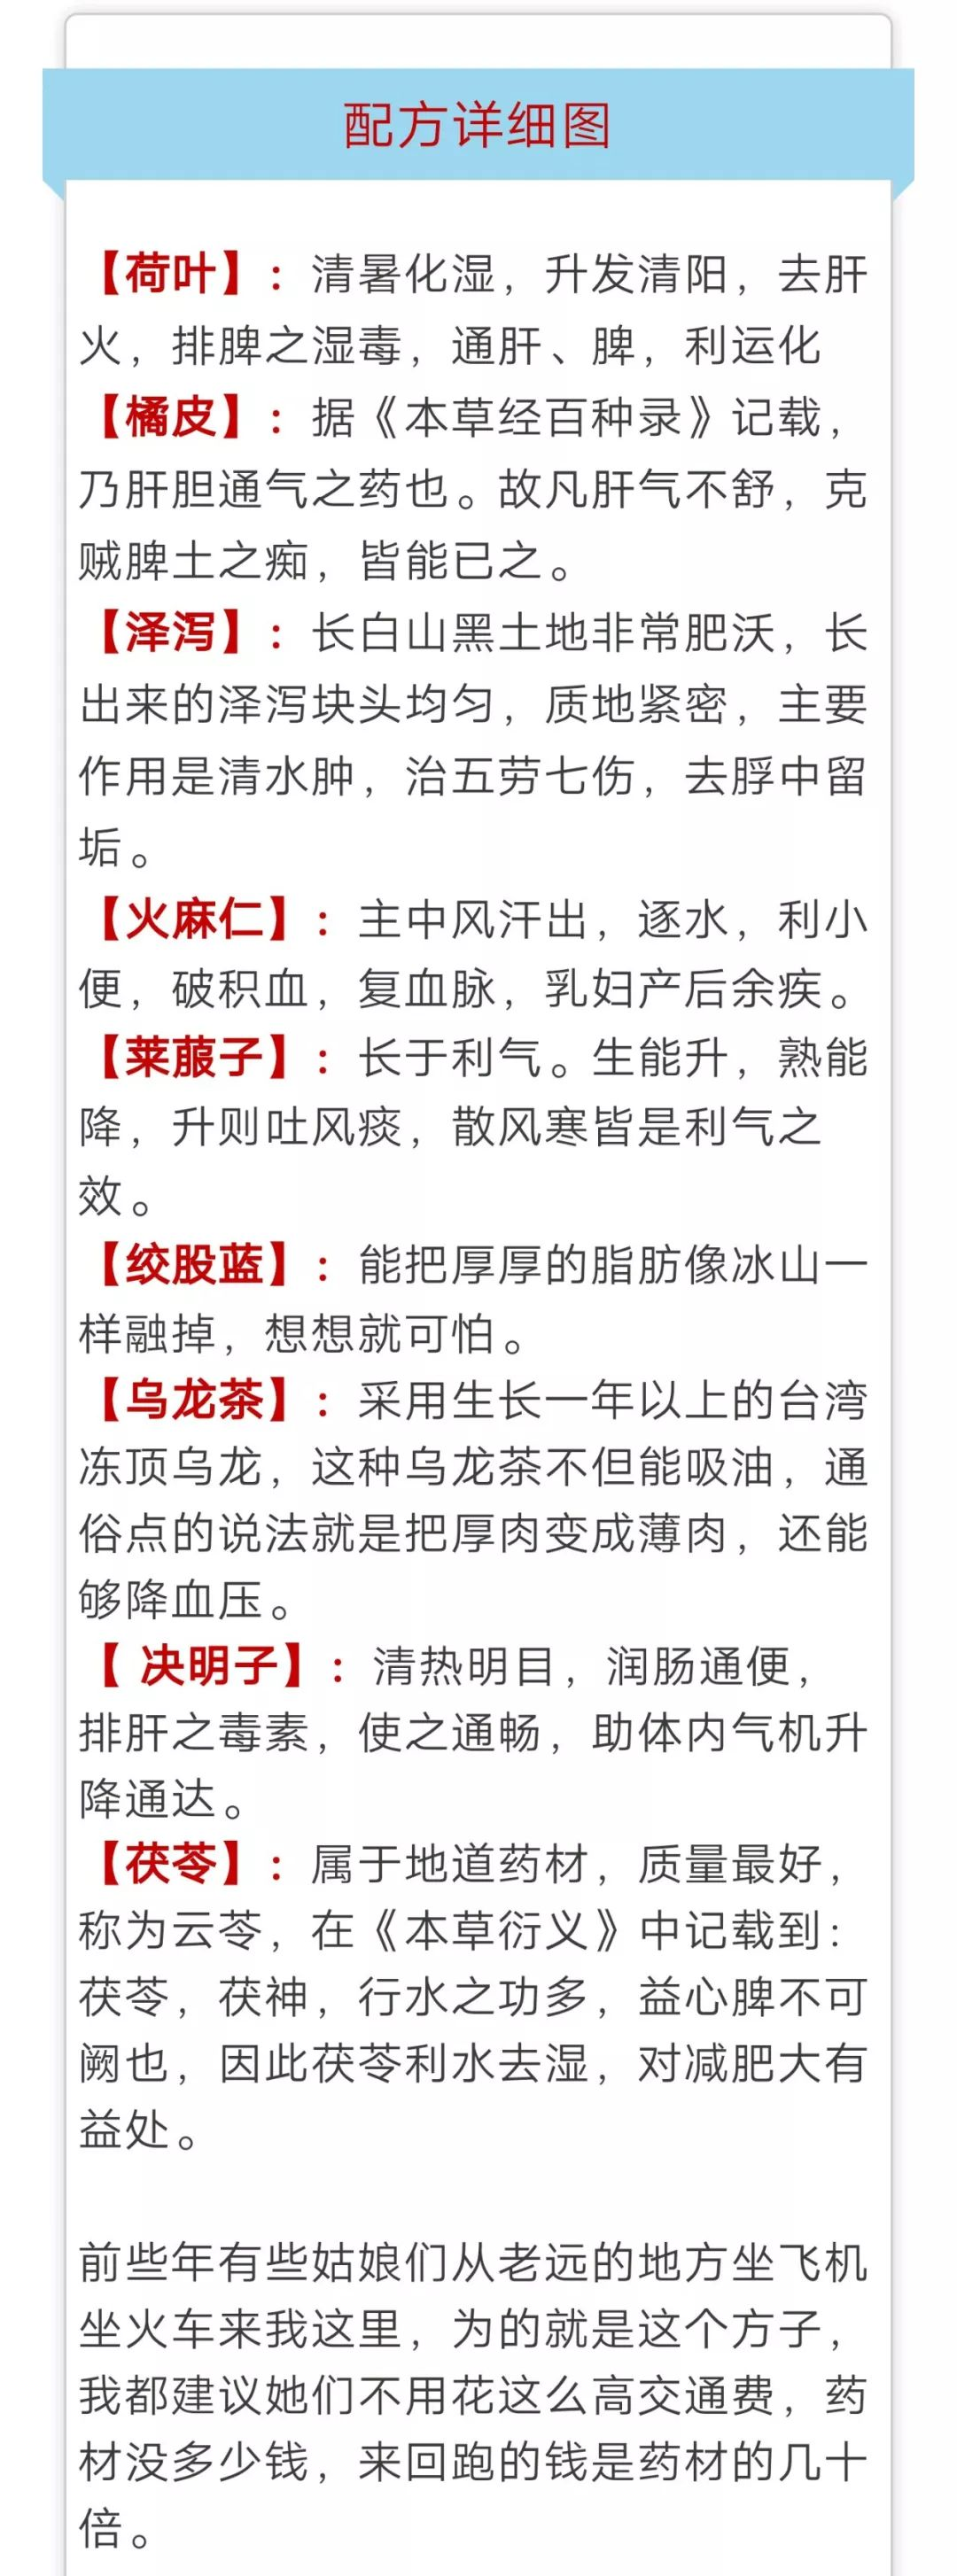 配方详细图
【荷叶】：清暑化湿，升发清阳，去肝
火，排脾之湿毒，通肝、脾，利运化
【橘皮】：据《本草经百种录》记载，
乃肝胆通气之药也。故凡肝气不舒，克
贼脾土之痴，皆能已之。
【泽泻】：长白山黑土地非常肥沃，长
出来的泽泻块头均匀，质地紧密，主要
作用是清水肿，治五劳七伤，去脬中留
垢。
【火麻仁】：主中风汗出，逐水，利小
便，破积血，复血脉，乳妇产后余疾。
【莱菔子】：长于利气。生能升，熟能
降，升则吐风痰，散风寒皆是利气之
效。
【绞股蓝】：能把厚厚的脂肪像冰山一
样融掉，想想就可怕。
【乌龙茶】：采用生长一年以上的台湾
冻顶乌龙，这种乌龙茶不但能吸油，通
俗点的说法就是把厚肉变成薄肉，还能
够降血压。
【 决明子】：清热明目，润肠通便，
排肝之毒素，使之通畅，助体内气机升
降通达。
【茯苓】：属于地道药材，质量最好，
称为云苓，在《本草衍义》中记载到：
茯苓，茯神，行水之功多，益心脾不可
阙也，因此茯苓利水去湿，对减肥大有
益处。
前些年有些姑娘们从老远的地方坐飞机
坐火车来我这里，为的就是这个方子，
我都建议她们不用花这么高交通费，药
材没多少钱，来回跑的钱是药材的几十
倍。